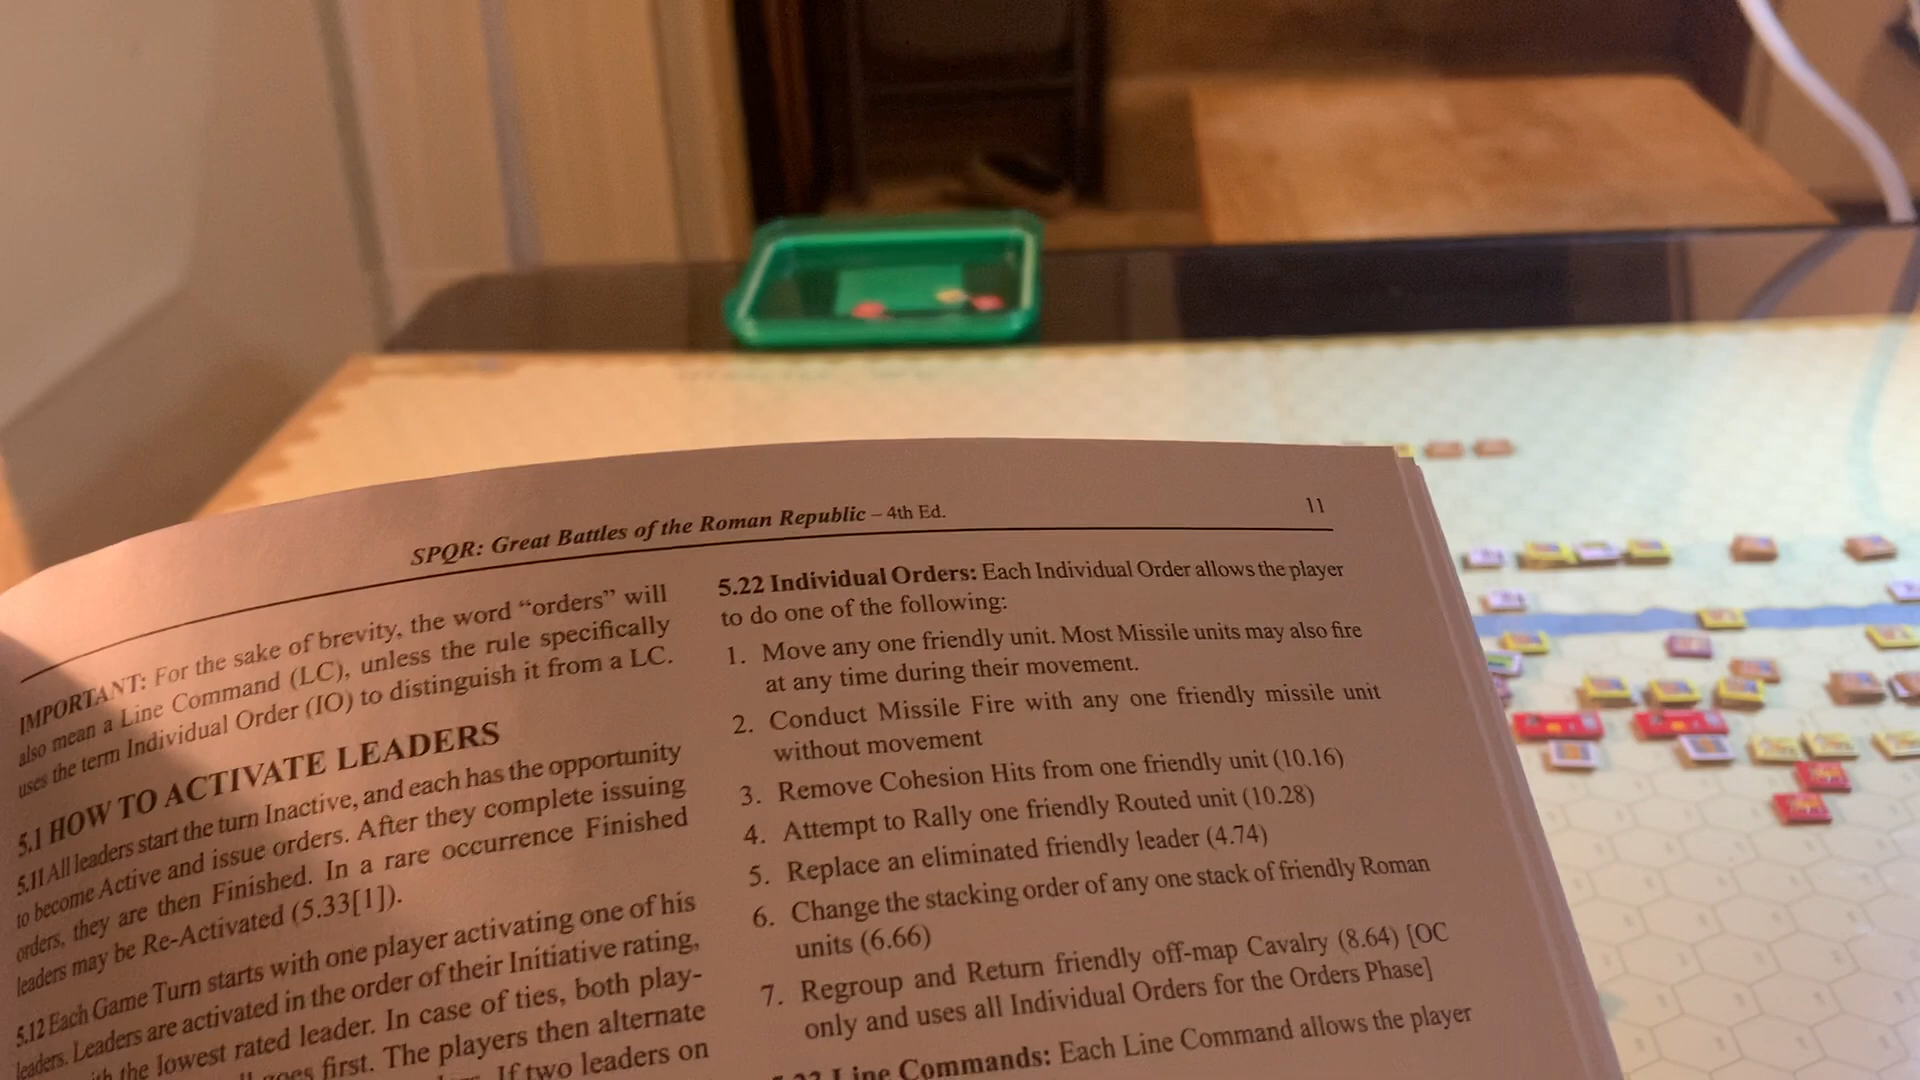 SPQR: Great Battles of the Roman Republic – 4th Ed.
11
IMPORTANT: For the sake of brevity, the word “orders” will
also mean a Line Command (LC), unless the rule specifically
uses the term Individual Order (IO) to distinguish it from a LC.
5.1 HOW TO ACTIVATE LEADERS
5.11 All leaders start the turn Inactive, and each has the opportunity
to become Active and issue orders. After they complete issuing
orders, they are then Finished. In a rare occurrence Finished
leaders may be Re-Activated (5.33[1]).
5.12 Each Game Turn starts with one player activating one of his
leaders. Leaders are activated in the order of their Initiative rating,
the lowest rated leader. In case of ties, both play-
goes first. The players then alternate
If two leaders on
5.22 Individual Orders: Each Individual Order allows the player
to do one of the following:
1. Move any one friendly unit. Most Missile units may also fire
at any time during their movement.
2. Conduct Missile Fire with any one friendly missile unit
without movement
3. Remove Cohesion Hits from one friendly unit (10.16)
4. Attempt to Rally one friendly Routed unit (10.28)
5. Replace an eliminated friendly leader (4.74)
6. Change the stacking order of any one stack of friendly Roman
units (6.66)
7. Regroup and Return friendly off-map Cavalry (8.64) [OC
only and uses all Individual Orders for the Orders Phase]
Line Commands: Each Line Command allows the player